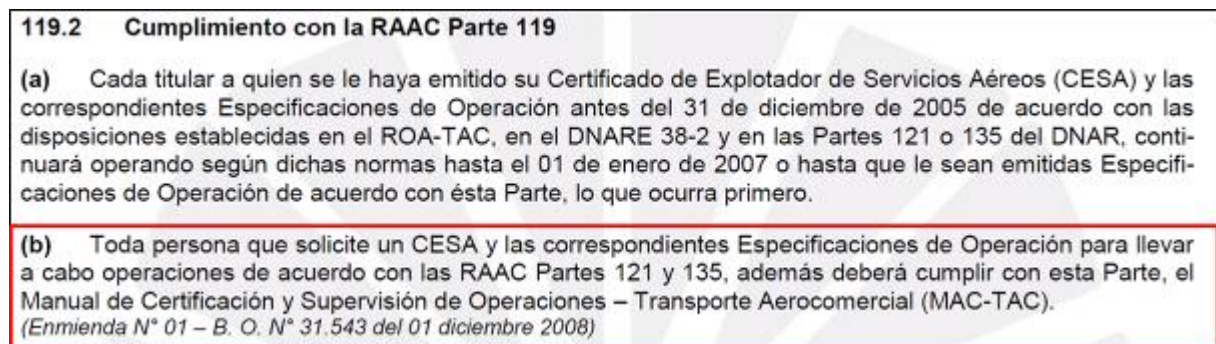 119.2 Cumplimiento con la RAAC Parte 119
(a) Cada titular a quien se le haya emitido su Certificado de Explotador de Servicios Aéreos (CESA) y las
correspondientes Especificaciones de Operación antes del 31 de diciembre de 2005 de acuerdo con las
disposiciones establecidas en el ROA-TAC, en el DNARE 38-2 y en las Partes 121 o 135 del DNAR, conti-
nuará operando según dichas normas hasta el 01 de enero de 2007 o hasta que le sean emitidas Especifi-
caciones de Operación de acuerdo con ésta Parte, lo que ocurra primero.
(b) Toda persona que solicite un CESA y las correspondientes Especificaciones de Operación para llevar
a cabo operaciones de acuerdo con las RAAC Partes 121 y 135, además deberá cumplir con esta Parte, el
Manual de Certificación y Supervisión de Operaciones – Transporte Aerocomercial (MAC-TAC).
(Enmienda N° 01 – B. O. N° 31.543 del 01 diciembre 2008)